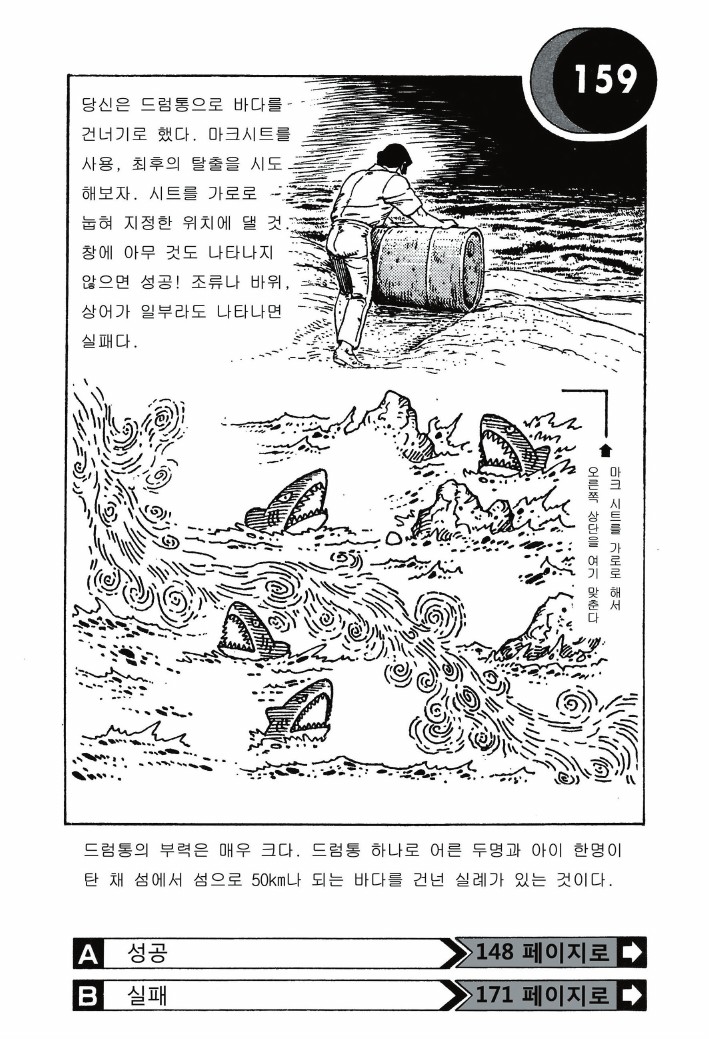 159
당신은 드럼통으로 바다를
건너기로 했다. 마크시트를
사용, 최후의 탈출을 시도
해보자. 시트를 가로로
눕혀 지정한 위치에 댈 것
창에 아무 것도 나타나지
않으면 성공! 조류나 바위,
상어가 일부라도 나타나면
실패다.
마크 시트를 가로로 해서
오른쪽 상단을 여기 맞춘다
드럼통의 부력은 매우 크다. 드럼통 하나로 어른 두명과 아이 한명이
탄 채 섬에서 섬으로 50km나 되는 바다를 건넌 실례가 있는 것이다.
A 성공 148 페이지로
B 실패 171 페이지로